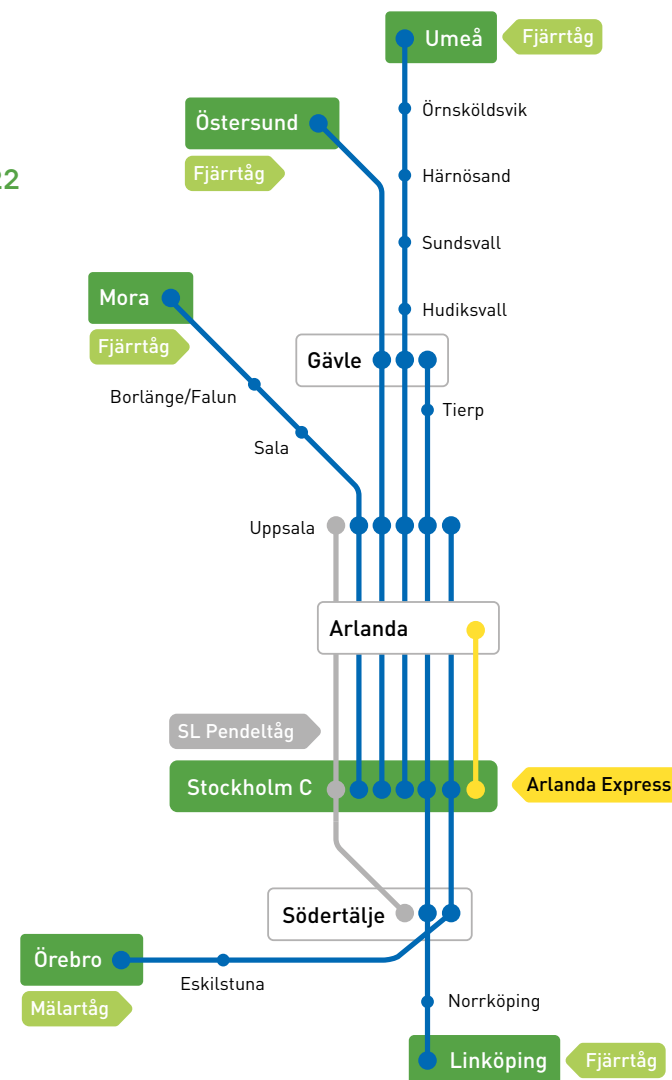 Umeå
Fjärrtåg
Örnsköldsvik
Östersund
Fjärrtåg
Härnösand
22
Sundsvall
Mora
Hudiksvall
Fjärrtåg
Gävle
Borlänge/Falun
Tierp
Sala
Uppsala
Arlanda
SL Pendeltåg
Stockholm C
Arlanda Express
Södertälje
Örebro
Eskilstuna
Mälartåg
Norrköping
Linköping
Fjärrtåg